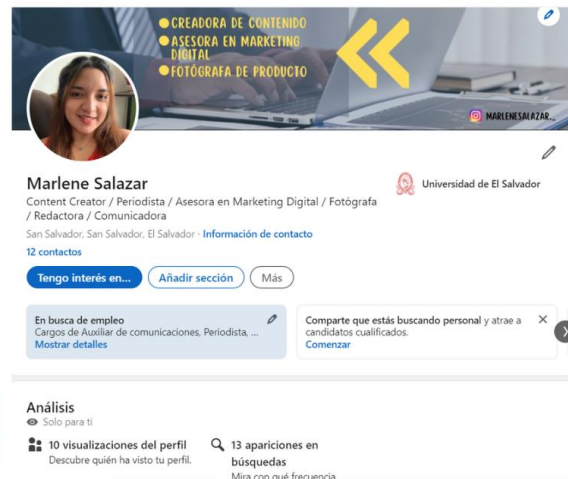 CREADORA DE CONTENIDO
ASESORA EN MARKETING
DIGITAL
FOTÓGRAFA DE PRODUCTO
MARLENESALAZAR._
Marlene Salazar
Universidad de El Salvador
Content Creator / Periodista / Asesora en Marketing Digital / Fotógrafa
/ Redactora / Comunicadora
San Salvador, San Salvador, El Salvador · Información de contacto
12 contactos
Tengo interés en...
Añadir sección
Más
En busca de empleo
Cargos de Auxiliar de comunicaciones, Periodista, ...
Mostrar detalles
Comparte que estás buscando personal y atrae a
candidatos cualificados.
Comenzar
Análisis
Solo para ti
10 visualizaciones del perfil
Descubre quién ha visto tu perfil.
13 apariciones en
búsquedas
Mira con qué frecuencia